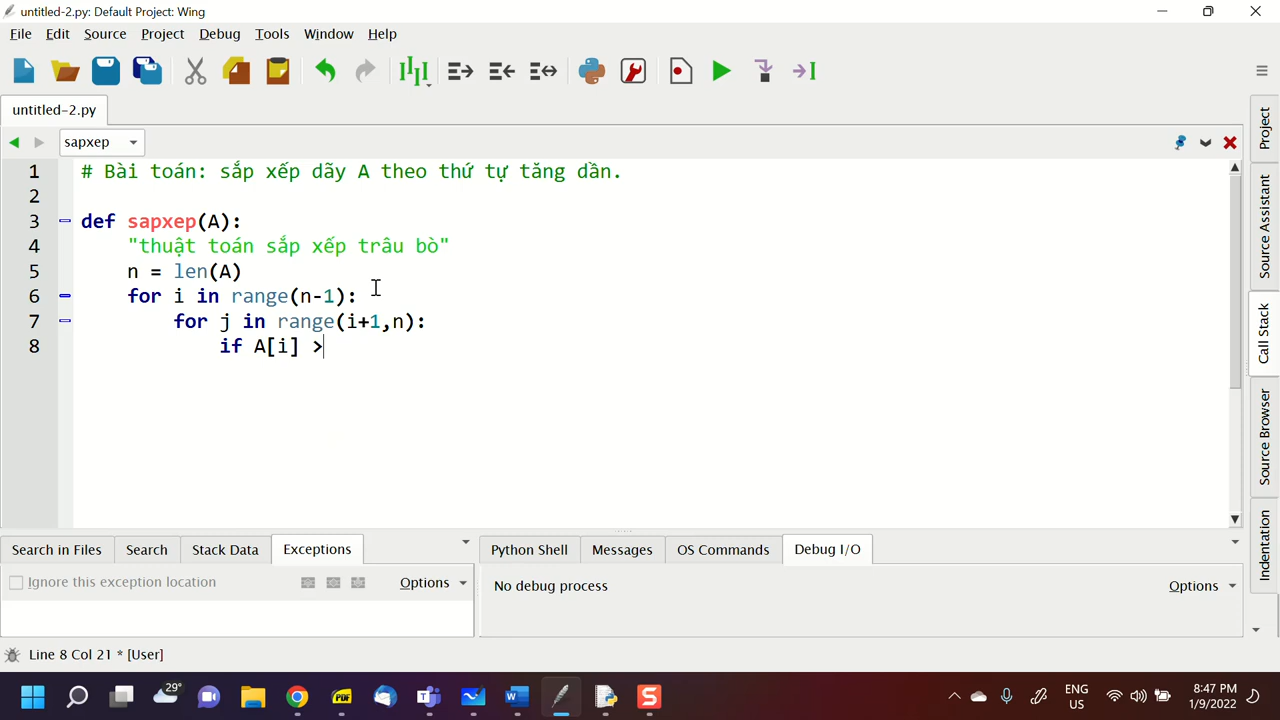 untitled-2.py: Default Project: Wing
File Edit Source Project Debug Tools Window Help
untitled-2.py
sapxep
1 # Bài toán: sắp xếp dãy A theo thứ tự tăng dần.
2
3 def sapxep(A):
4 "thuật toán sắp xếp trâu bò"
5 n = len(A)
6 for i in range(n-1):
7 for j in range(i+1,n):
8 if A[i] >
Project
Source Assistant
Call Stack
Source Browser
Indentation
Search in Files Search Stack Data Exceptions
Ignore this exception location Options
Python Shell Messages OS Commands Debug I/O
No debug process Options
Line 8 Col 21 * [User]
29°
PDF
ENG
US
8:47 PM
1/9/2022